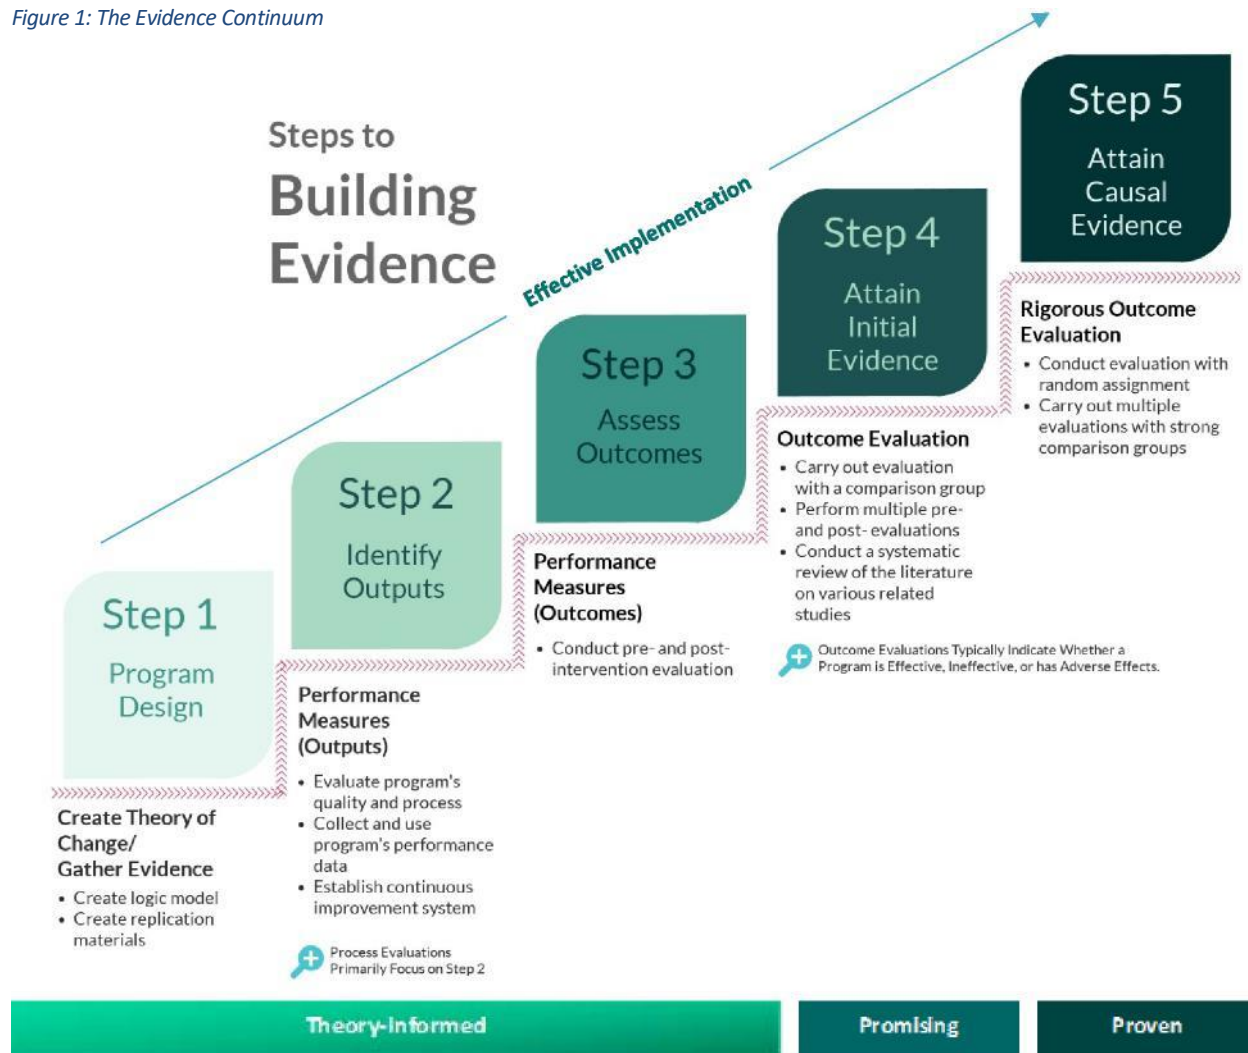 Figure 1: The Evidence Continuum
Steps to
Building
Evidence
Effective Implementation
Step 1
Program
Design
Create Theory of
Change/
Gather Evidence
• Create logic model
• Create replication
materials
Step 2
Identify
Outputs
Performance
Measures
(Outputs)
• Evaluate program's
quality and process
• Collect and use
program's performance
data
• Establish continuous
improvement system
Process Evaluations
Primarily Focus on Step 2
Step 3
Assess
Outcomes
Performance
Measures
(Outcomes)
• Conduct pre- and post-
intervention evaluation
Step 4
Attain
Initial
Evidence
Outcome Evaluation
• Carry out evaluation
with a comparison group
• Perform multiple pre-
and post- evaluations
• Conduct a systematic
review of the literature
on various related
studies
Outcome Evaluations Typically Indicate Whether a
Program is Effective, Ineffective, or has Adverse Effects.
Step 5
Attain
Causal
Evidence
Rigorous Outcome
Evaluation
• Conduct evaluation with
random assignment
• Carry out multiple
evaluations with strong
comparison groups
Theory-Informed
Promising
Proven